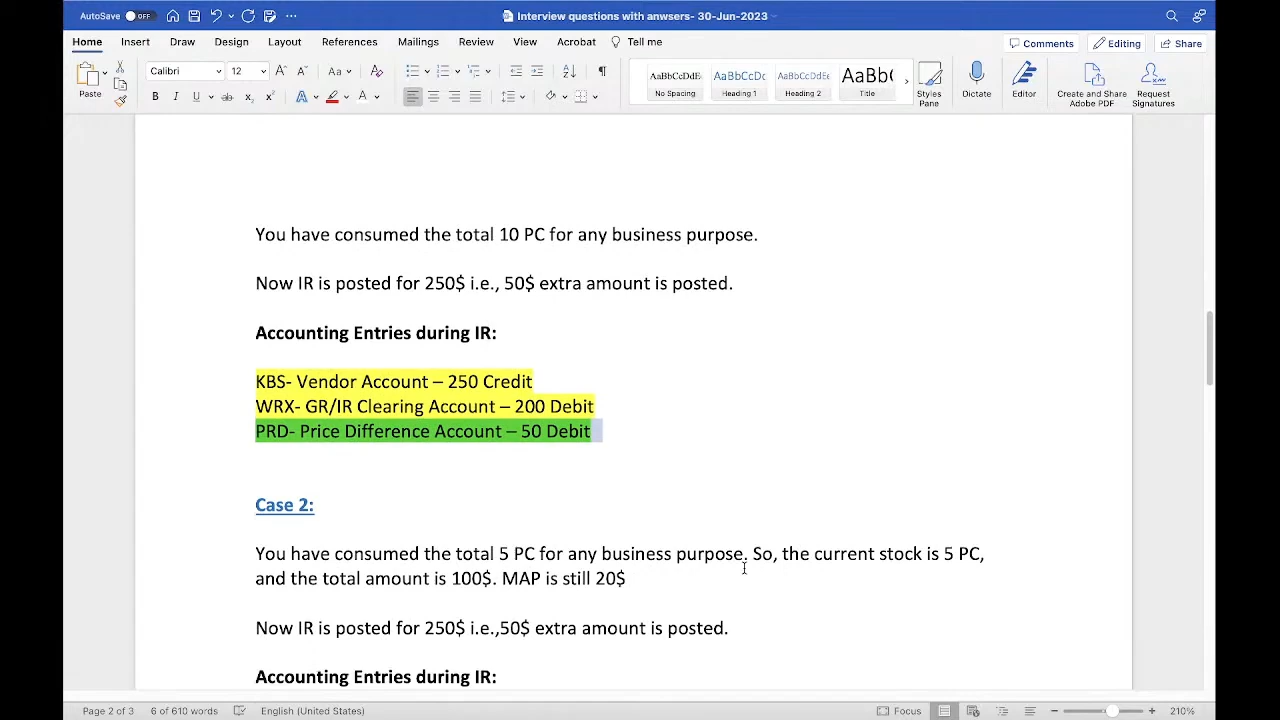 AutoSave OFF
Interview questions with anwsers- 30-Jun-2023
Home Insert Draw Design Layout References Mailings Review View Acrobat Tell me Comments Editing Share
Paste
Calibri 12
AaBbCcDdE AaBbCcDc AaBbCcDdEe AaBb(
No Spacing Heading 1 Heading 2 Title
Styles Pane
Dictate
Editor
Create and Share Adobe PDF
Request Signatures
You have consumed the total 10 PC for any business purpose.
Now IR is posted for 250$ i.e., 50$ extra amount is posted.
Accounting Entries during IR:
KBS- Vendor Account – 250 Credit
WRX- GR/IR Clearing Account – 200 Debit
PRD- Price Difference Account – 50 Debit
Case 2:
You have consumed the total 5 PC for any business purpose. So, the current stock is 5 PC,
and the total amount is 100$. MAP is still 20$
Now IR is posted for 250$ i.e.,50$ extra amount is posted.
Accounting Entries during IR:
Page 2 of 3 6 of 610 words English (United States) Focus 210%